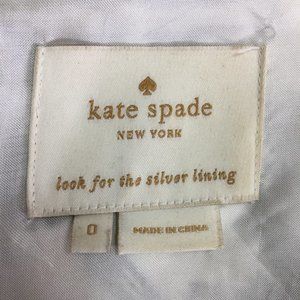 kate spade
NEW YORK
look for the silver lining
0
MADE IN CHINA